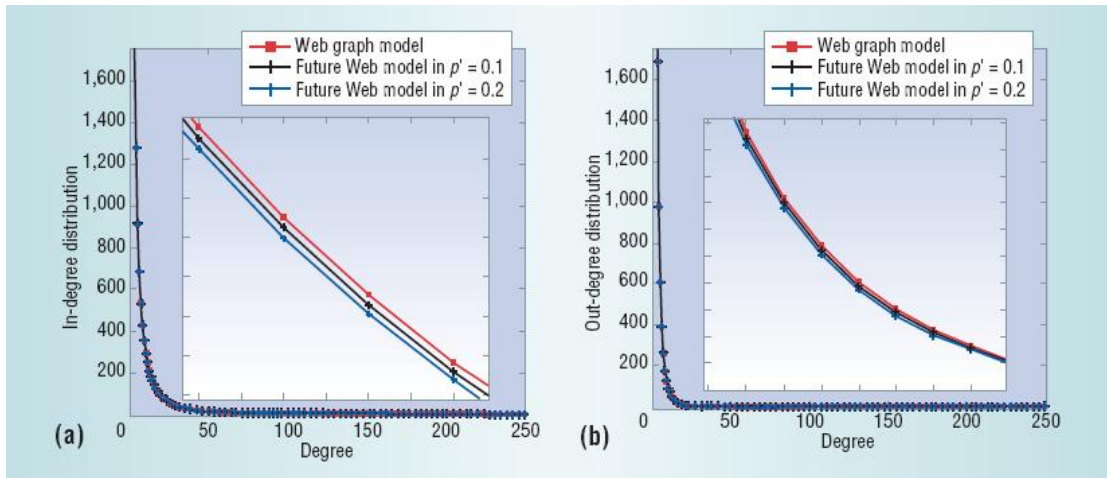 Web graph model
Future Web model in p' = 0.1
Future Web model in p' = 0.2
In-degree distribution
1,600
1,400
1,200
1,000
800
600
400
200
0
50
100
150
200
250
Degree
(a)
Web graph model
Future Web model in p' = 0.1
Future Web model in p' = 0.2
Out-degree distribution
1,600
1,400
1,200
1,000
800
600
400
200
0
50
100
150
200
250
Degree
(b)